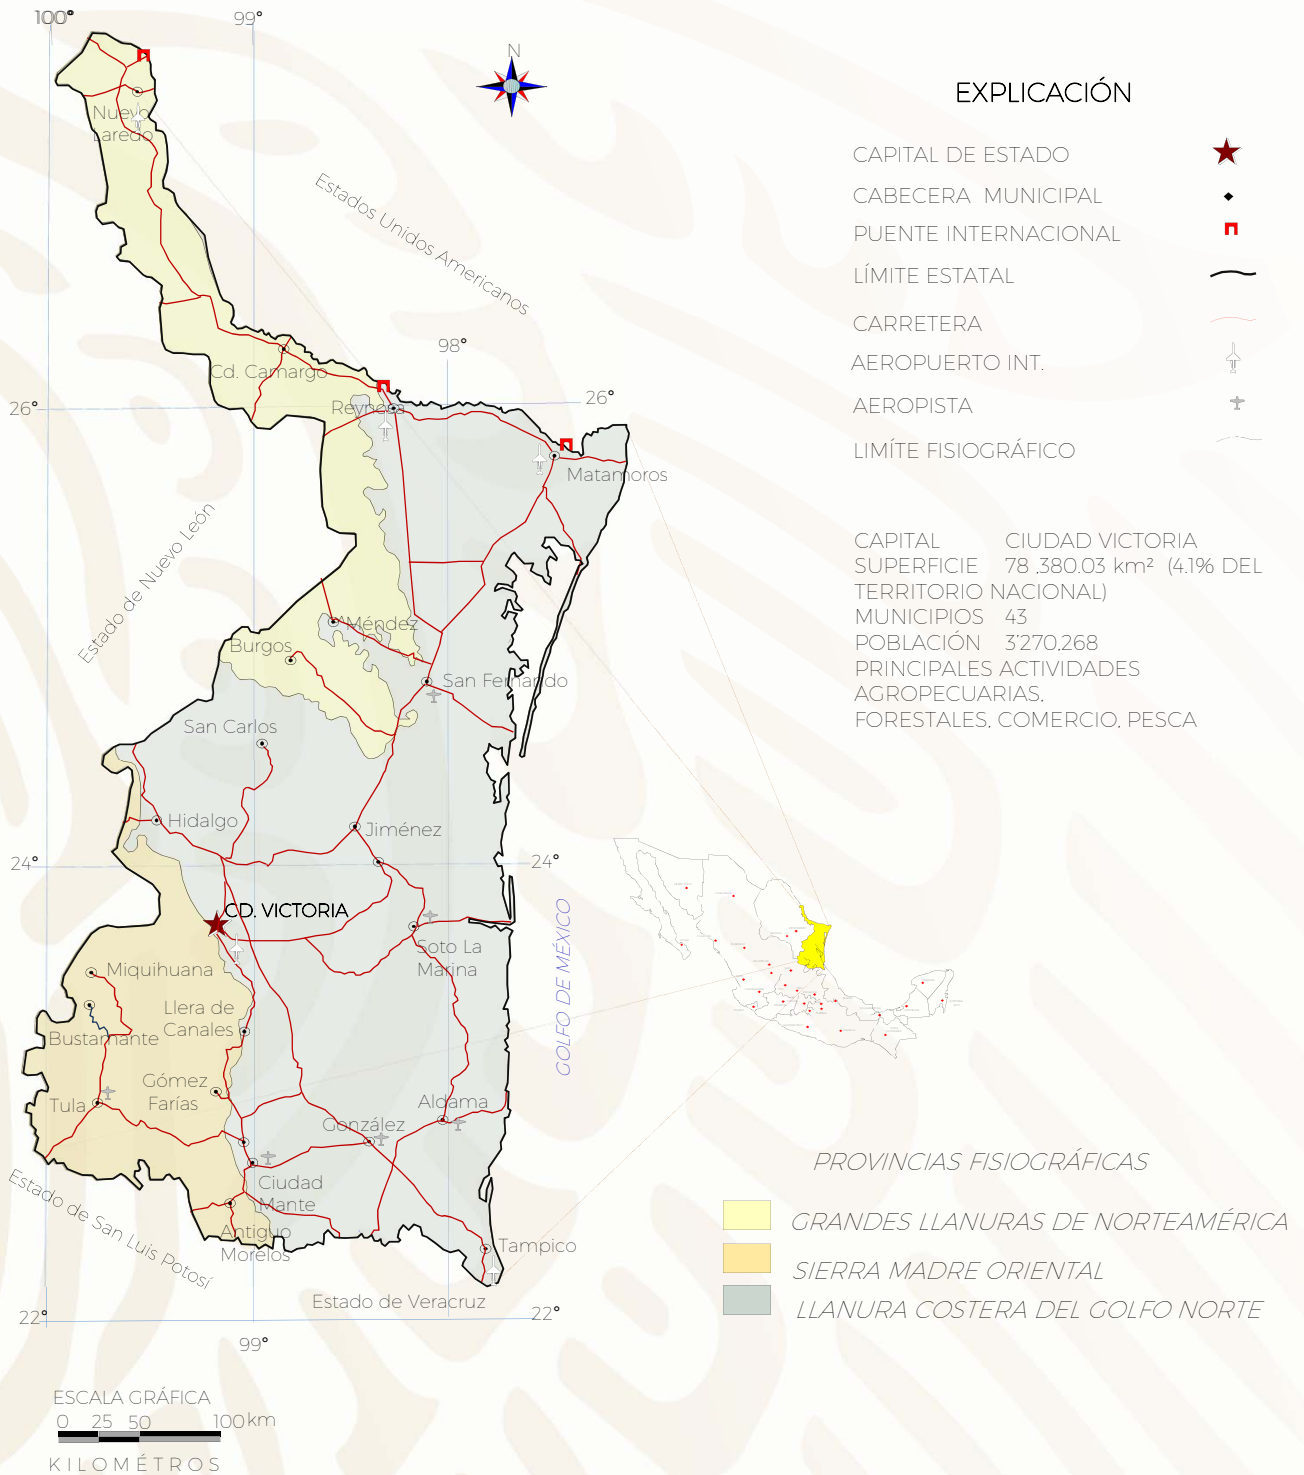 100°
99°
N
Nuevo
Laredo
Estados Unidos Americanos
98°
Cd. Camargo
26°
26°
Reynosa
Matamoros
Estado de Nuevo León
Méndez
Burgos
San Fernando
San Carlos
Hidalgo
Jiménez
24°
24°
CD. VICTORIA
GOLFO DE MÉXICO
Soto La
Marina
Miquihuana
Llera de
Canales
Bustamante
Gómez
Farías
Tula
Aldama
González
Ciudad
Mante
Estado de San Luis Potosí
Antiguo
Morelos
Tampico
Estado de Veracruz
22°
22°
99°
ESCALA GRÁFICA
0 25 50 100 km
KILOMÉTROS
EXPLICACIÓN
CAPITAL DE ESTADO
CABECERA MUNICIPAL
PUENTE INTERNACIONAL
LÍMITE ESTATAL
CARRETERA
AEROPUERTO INT.
AEROPISTA
LIMÍTE FISIOGRÁFICO
CAPITAL CIUDAD VICTORIA
SUPERFICIE 78 ,380.03 km² (4.1% DEL
TERRITORIO NACIONAL)
MUNICIPIOS 43
POBLACIÓN 3'270,268
PRINCIPALES ACTIVIDADES
AGROPECUARIAS,
FORESTALES, COMERCIO, PESCA
PROVINCIAS FISIOGRÁFICAS
GRANDES LLANURAS DE NORTEAMÉRICA
SIERRA MADRE ORIENTAL
LLANURA COSTERA DEL GOLFO NORTE